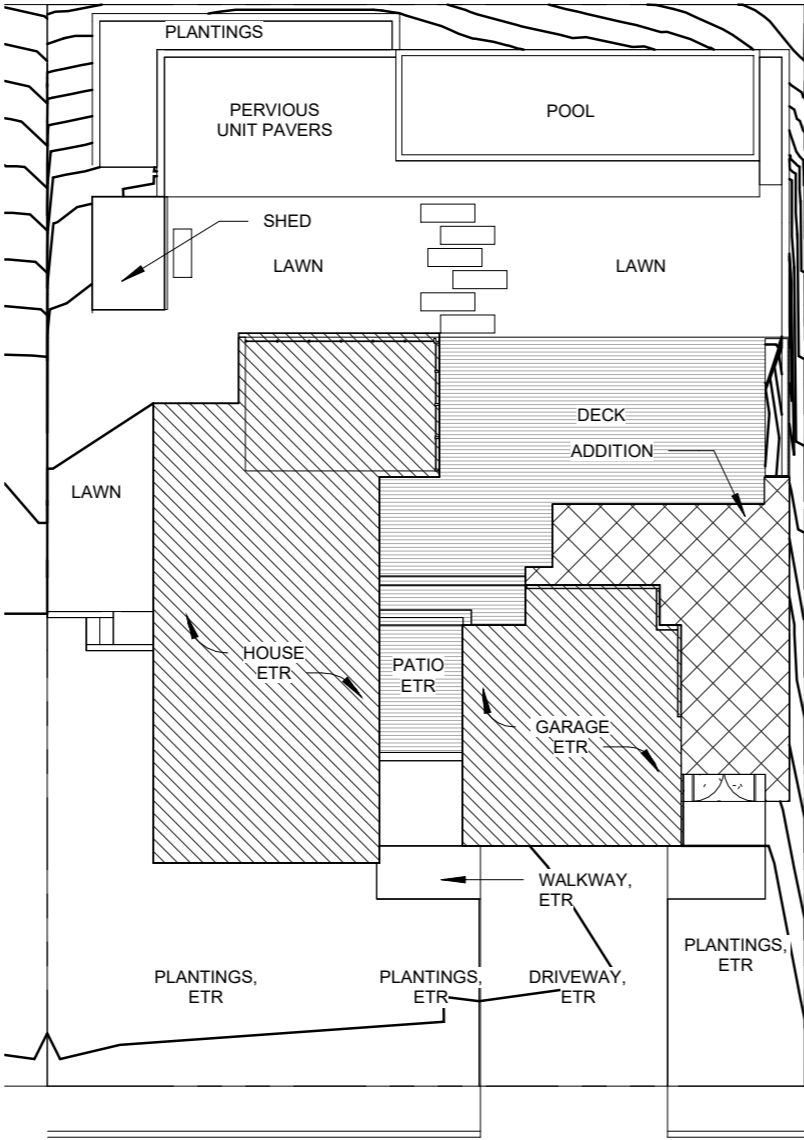 PLANTINGS
PERVIOUS
UNIT PAVERS
POOL
SHED
LAWN
LAWN
DECK
ADDITION
LAWN
HOUSE
ETR
PATIO
ETR
GARAGE
ETR
WALKWAY,
ETR
PLANTINGS,
ETR
PLANTINGS,
ETR
DRIVEWAY,
ETR
PLANTINGS,
ETR